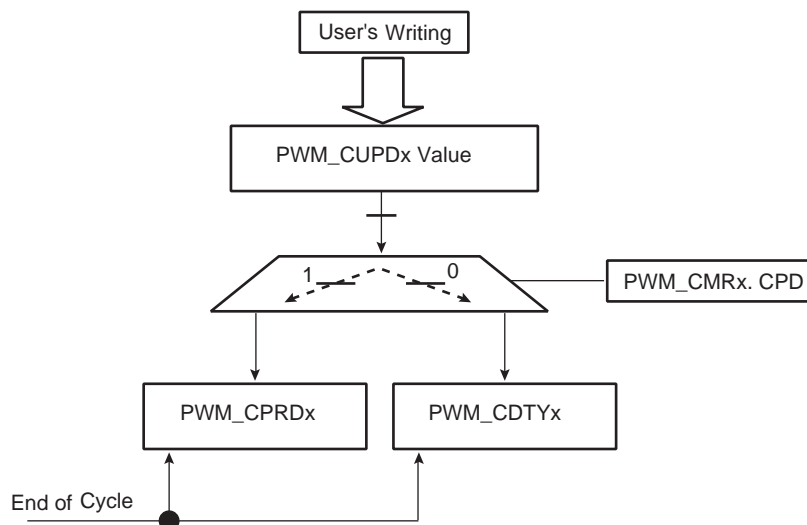 User's Writing
PWM_CUPDx Value
1
0
PWM_CMRx. CPD
PWM_CPRDx
PWM_CDTYx
End of Cycle